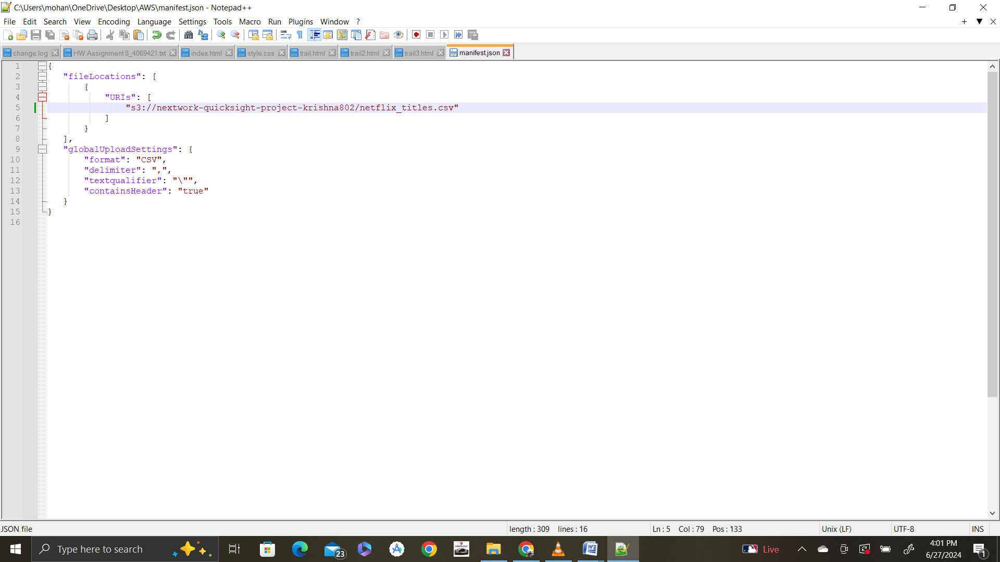 C:\Users\mohan\OneDrive\Desktop\AWS\manifest.json - Notepad++
File Edit Search View Encoding Language Settings Tools Macro Run Plugins Window ?
change.log HW Assignment 8_4069421.txt index.html style.css trail.html trail2.html trail3.html manifest.json
1 {
2 "fileLocations": [
3 {
4 "URIs": [
5 "s3://nextwork-quicksight-project-krishna802/netflix_titles.csv"
6 ]
7 }
8 ],
9 "globalUploadSettings": {
10 "format": "CSV",
11 "delimiter": ",",
12 "textqualifier": "\"",
13 "containsHeader": "true"
14 }
15 }
16
JSON file length : 309 lines : 16 Ln : 5 Col : 79 Pos : 133 Unix (LF) UTF-8 INS
Type here to search 23 Live 4:01 PM
6/27/2024 1